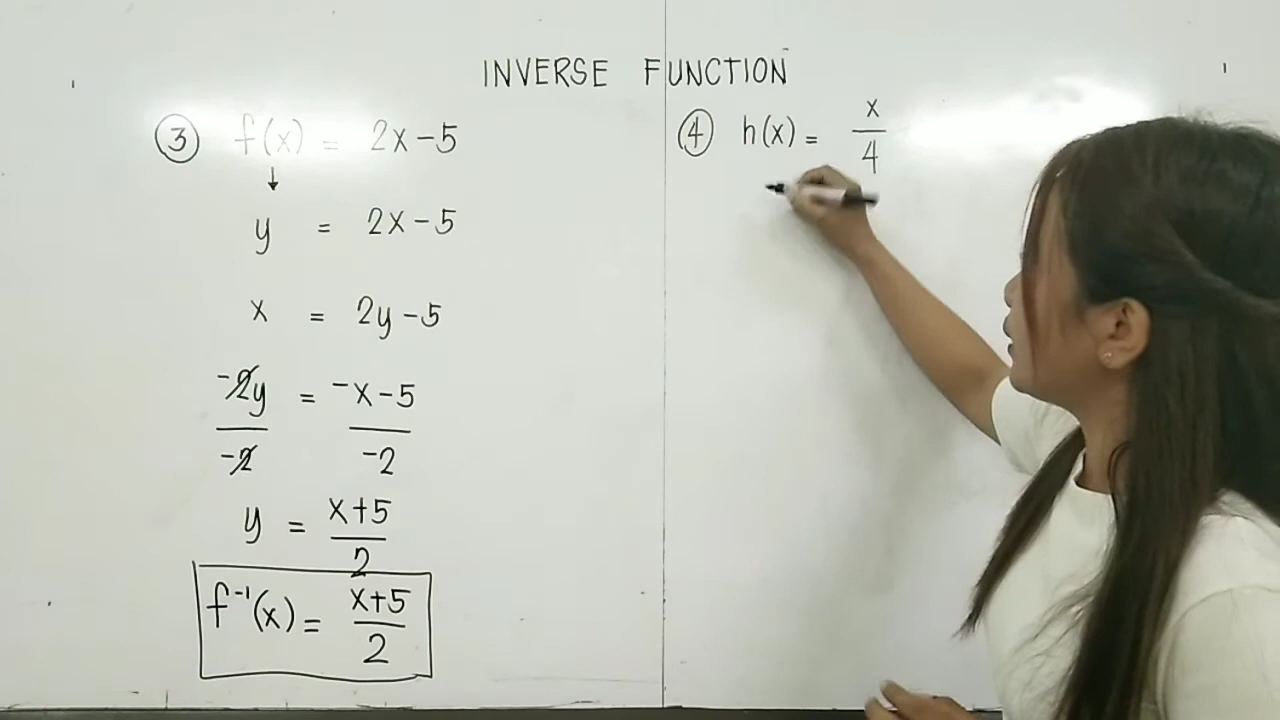 INVERSE FUNCTION
③ f(x) = 2x-5
↓
y = 2x-5
x = 2y-5
-2y/-2 = -x-5/-2
y = x+5/2
f⁻¹(x) = x+5/2
④ h(x) = x/4